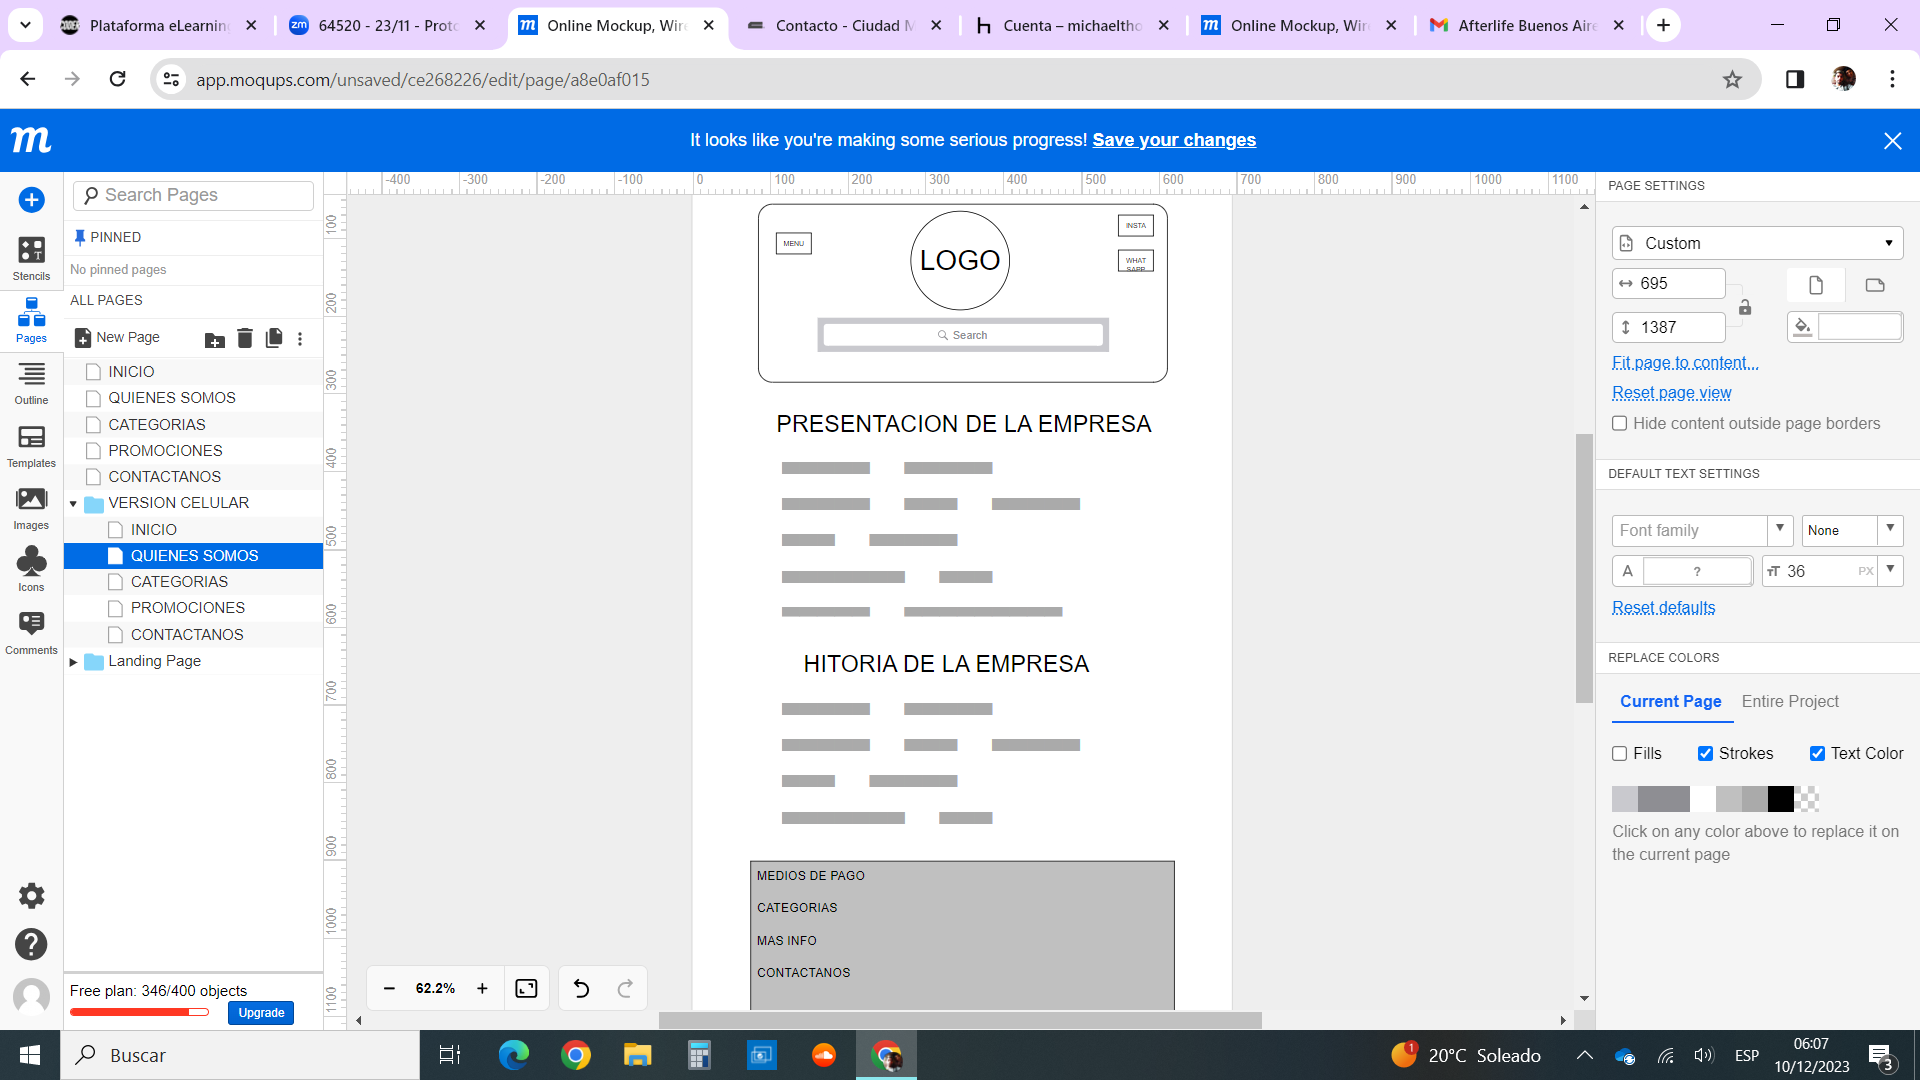 Plataforma eLearning
64520 - 23/11 - Proto
Online Mockup, Wire
Contacto - Ciudad M
Cuenta – michaeltho
Online Mockup, Wire
Afterlife Buenos Aire
app.moqups.com/unsaved/ce268226/edit/page/a8e0af015
m
It looks like you're making some serious progress! Save your changes
Search Pages
PINNED
No pinned pages
ALL PAGES
New Page
INICIO
QUIENES SOMOS
CATEGORIAS
PROMOCIONES
CONTACTANOS
VERSION CELULAR
INICIO
QUIENES SOMOS
CATEGORIAS
PROMOCIONES
CONTACTANOS
Landing Page
Free plan: 346/400 objects
Upgrade
Stencils
Pages
Outline
Templates
Images
Icons
Comments
-400 -300 -200 -100 0 100 200 300 400 500 600 700 800 900 1000 1100
100
200
300
400
500
600
700
800
900
1000
1100
MENU
LOGO
INSTA
WHAT
SAPP
Search
PRESENTACION DE LA EMPRESA
HITORIA DE LA EMPRESA
MEDIOS DE PAGO
CATEGORIAS
MAS INFO
CONTACTANOS
62.2%
PAGE SETTINGS
Custom
695
1387
Fit page to content...
Reset page view
Hide content outside page borders
DEFAULT TEXT SETTINGS
Font family
None
A ?
36 PX
Reset defaults
REPLACE COLORS
Current Page
Entire Project
Fills
Strokes
Text Color
Click on any color above to replace it on
the current page
Buscar
1
20°C Soleado
ESP
06:07
10/12/2023
3